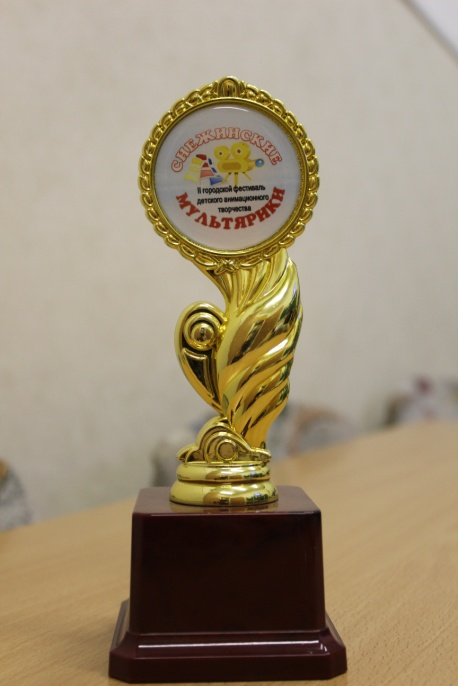 СНЕЖИНСКИЕ
II городской фестиваль
детского анимационного
творчества
МУЛЬТЯРИКИ